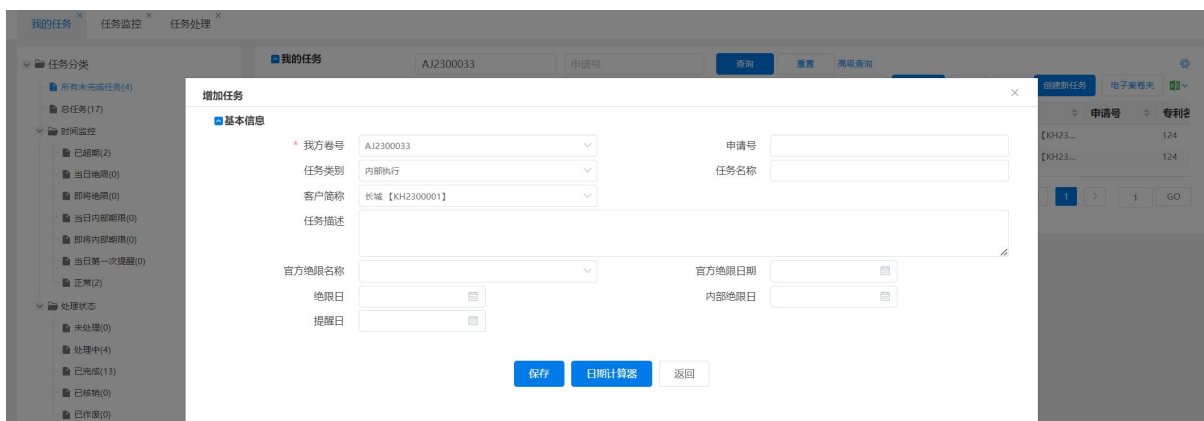 我的任务 任务监控 任务处理
任务分类
所有未完成任务(4)
总任务(17)
时间监控
已超期(2)
当日绝限(0)
即将绝限(0)
当日内部期限(0)
即将内部期限(0)
当日第一次提醒(0)
正常(2)
处理状态
未处理(0)
处理中(4)
已完成(13)
已核销(0)
已作废(0)
我的任务 AJ2300033 申请号 查询 重置 高级查询
创建新任务 电子案卷夹
申请号 专利名
【KH23... 124
【KH23... 124
1 > 1 GO
增加任务
基本信息
* 我方卷号 AJ2300033 申请号
任务类别 内部执行 任务名称
客户简称 长城 【KH2300001】
任务描述
官方绝限名称 官方绝限日期
绝限日 内部绝限日
提醒日
保存 日期计算器 返回